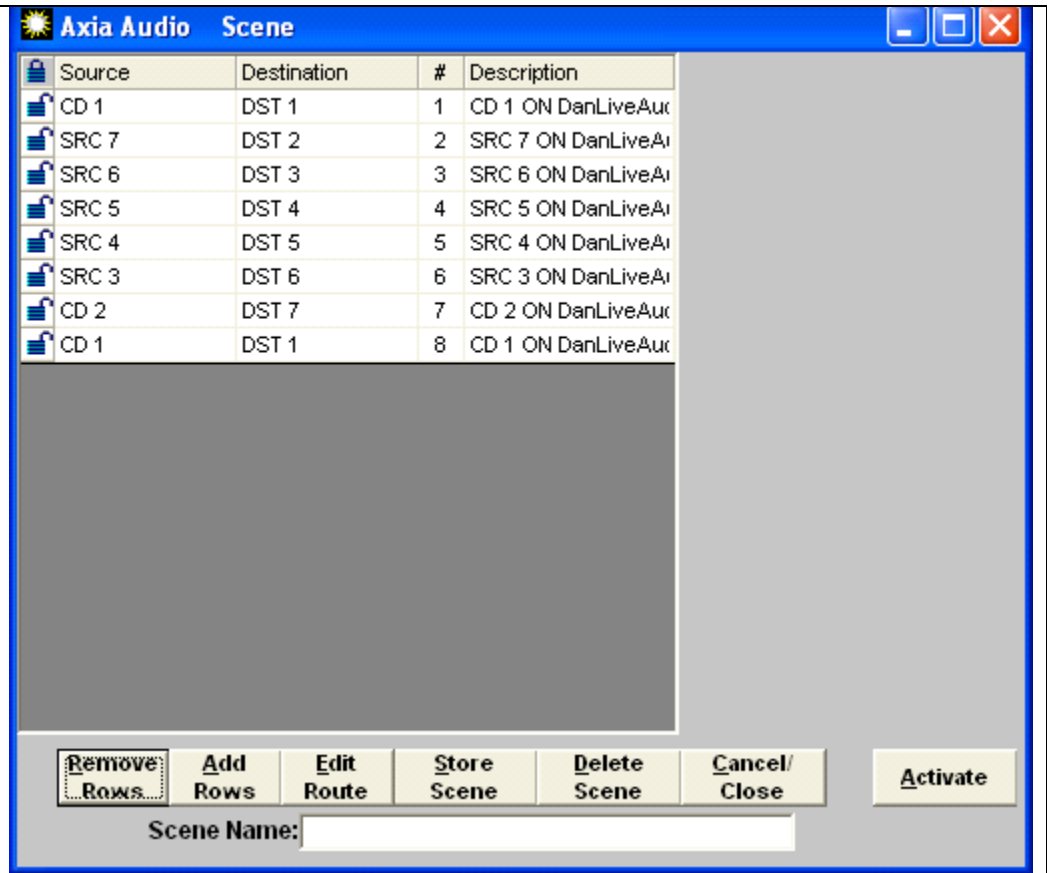 Axia Audio Scene
Source Destination # Description
CD 1 DST 1 1 CD 1 ON DanLiveAu
SRC 7 DST 2 2 SRC 7 ON DanLiveA
SRC 6 DST 3 3 SRC 6 ON DanLiveA
SRC 5 DST 4 4 SRC 5 ON DanLiveA
SRC 4 DST 5 5 SRC 4 ON DanLiveA
SRC 3 DST 6 6 SRC 3 ON DanLiveA
CD 2 DST 7 7 CD 2 ON DanLiveAu
CD 1 DST 1 8 CD 1 ON DanLiveAu
Remove Rows
Add Rows
Edit Route
Store Scene
Delete Scene
Cancel/ Close
Activate
Scene Name: